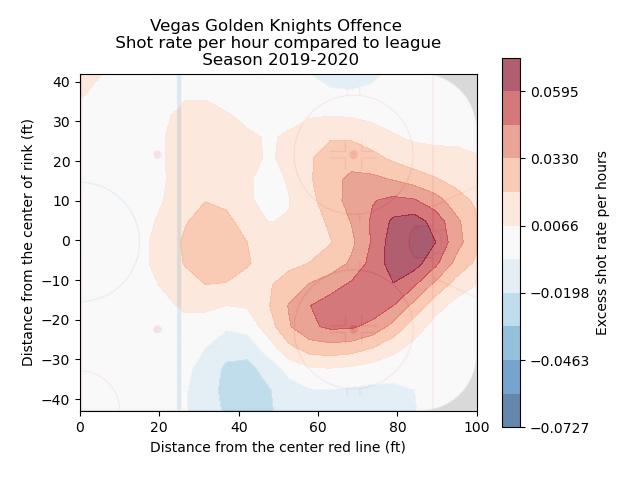 Vegas Golden Knights Offence
Shot rate per hour compared to league
Season 2019-2020
40
30
20
10
0
−10
−20
−30
−40
Distance from the center of rink (ft)
0 20 40 60 80 100
Distance from the center red line (ft)
0.0595
0.0330
0.0066
−0.0198
−0.0463
−0.0727
Excess shot rate per hours